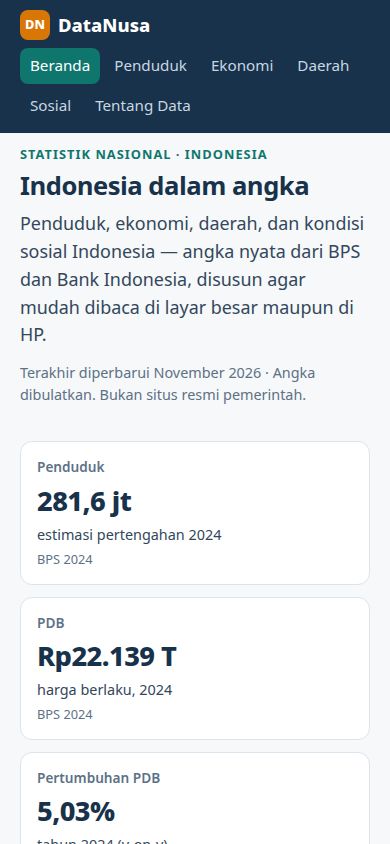 DN DataNusa
Beranda Penduduk Ekonomi Daerah
Sosial Tentang Data
STATISTIK NASIONAL · INDONESIA
Indonesia dalam angka
Penduduk, ekonomi, daerah, dan kondisi
sosial Indonesia — angka nyata dari BPS
dan Bank Indonesia, disusun agar
mudah dibaca di layar besar maupun di
HP.
Terakhir diperbarui November 2026 · Angka
dibulatkan. Bukan situs resmi pemerintah.
Penduduk
281,6 jt
estimasi pertengahan 2024
BPS 2024
PDB
Rp22.139 T
harga berlaku, 2024
BPS 2024
Pertumbuhan PDB
5,03%
tahun 2024 (y-on-y)